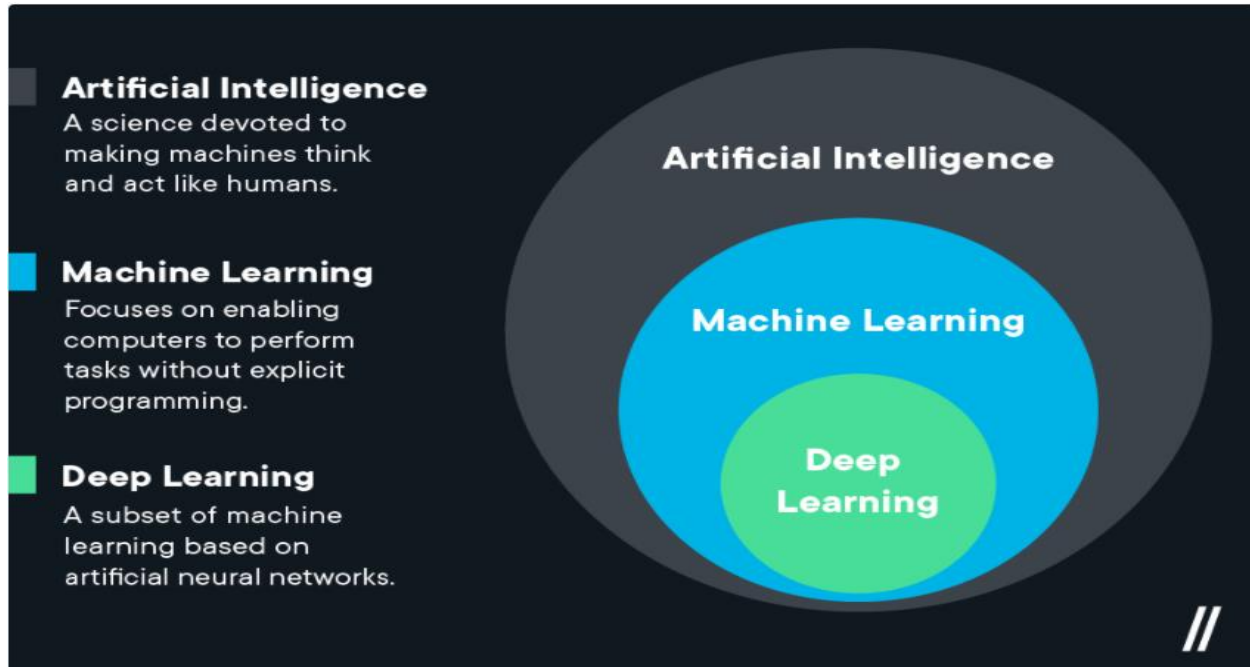 Artificial Intelligence
A science devoted to
making machines think
and act like humans.
Machine Learning
Focuses on enabling
computers to perform
tasks without explicit
programming.
Deep Learning
A subset of machine
learning based on
artificial neural networks.
Artificial Intelligence
Machine Learning
Deep
Learning
//